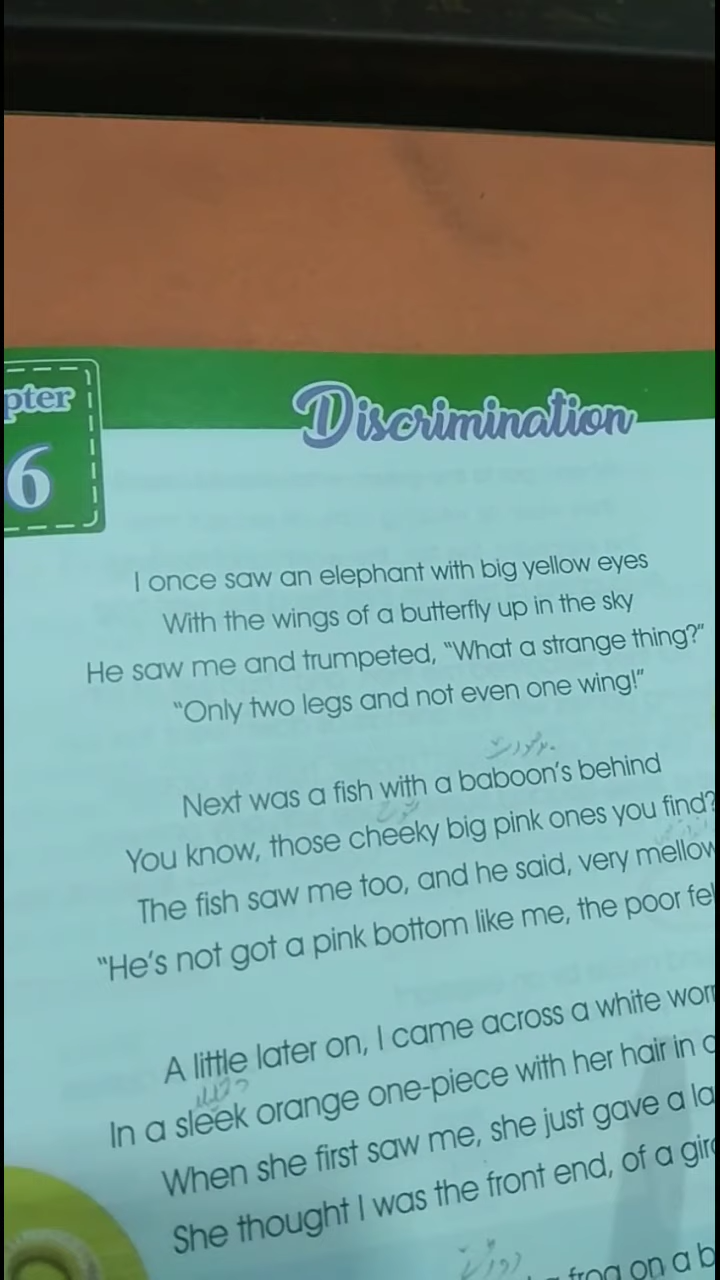 pter
6
Discrimination
I once saw an elephant with big yellow eyes
With the wings of a butterfly up in the sky
He saw me and trumpeted, "What a strange thing?"
"Only two legs and not even one wing!"
Next was a fish with a baboon's behind
You know, those cheeky big pink ones you find?
The fish saw me too, and he said, very mellow
"He's not got a pink bottom like me, the poor fel
A little later on, I came across a white wor
In a sleek orange one-piece with her hair in
When she first saw me, she just gave a la
She thought I was the front end, of a gir
frog on a b